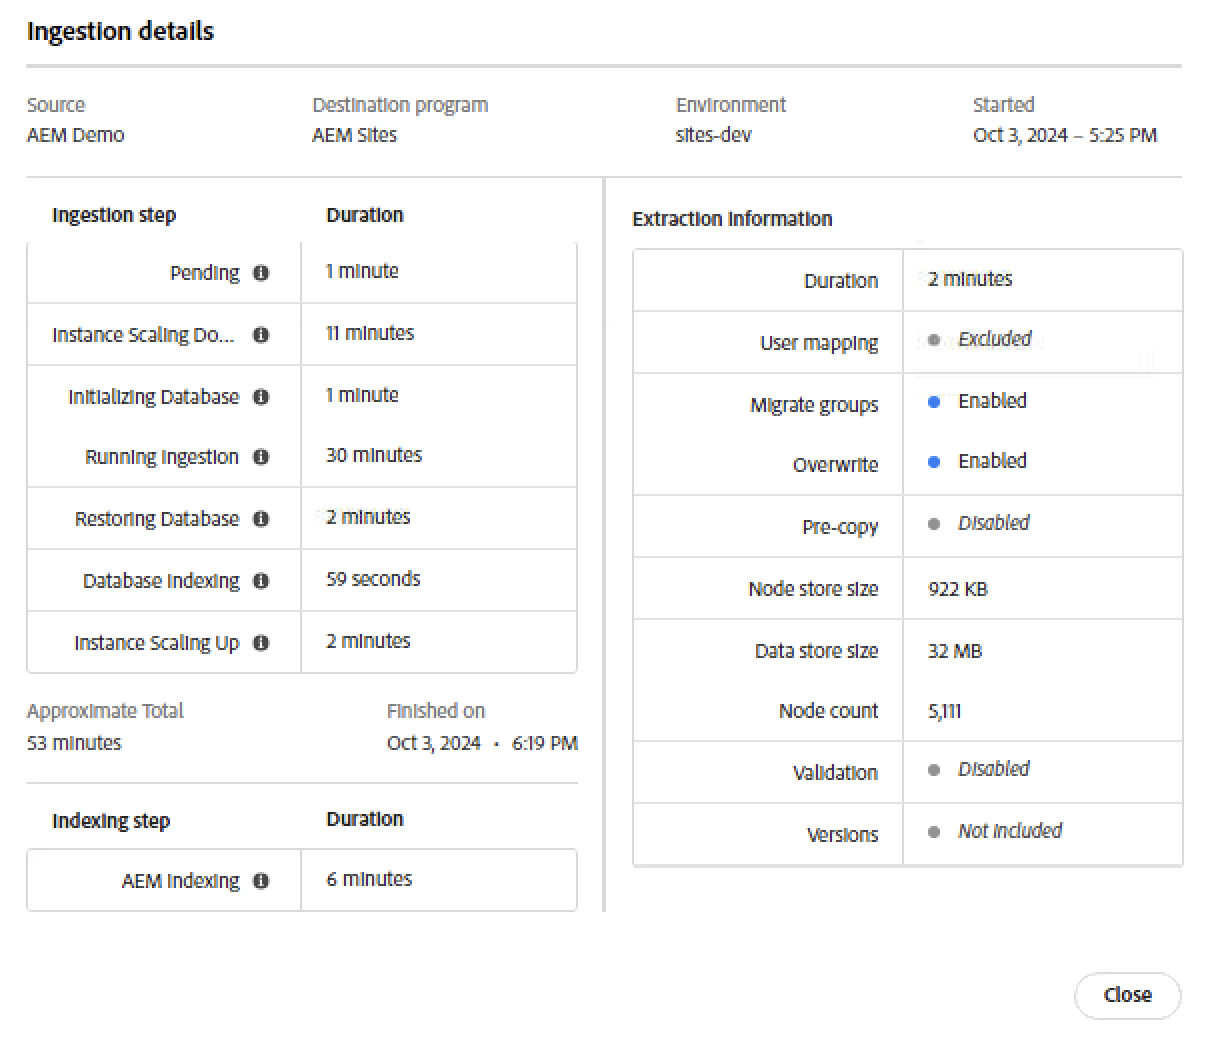 Ingestion details
Source Destination program Environment Started
AEM Demo AEM Sites sites-dev Oct 3, 2024 – 5:25 PM
Ingestion step Duration
Pending 1 minute
Instance Scaling Do... 11 minutes
Initializing Database 1 minute
Running Ingestion 30 minutes
Restoring Database 2 minutes
Database Indexing 59 seconds
Instance Scaling Up 2 minutes
Approximate Total Finished on
53 minutes Oct 3, 2024 • 6:19 PM
Indexing step Duration
AEM Indexing 6 minutes
Extraction Information
Duration 2 minutes
User mapping Excluded
Migrate groups Enabled
Overwrite Enabled
Pre-copy Disabled
Node store size 922 KB
Data store size 32 MB
Node count 5,111
Validation Disabled
Versions Not Included
Close